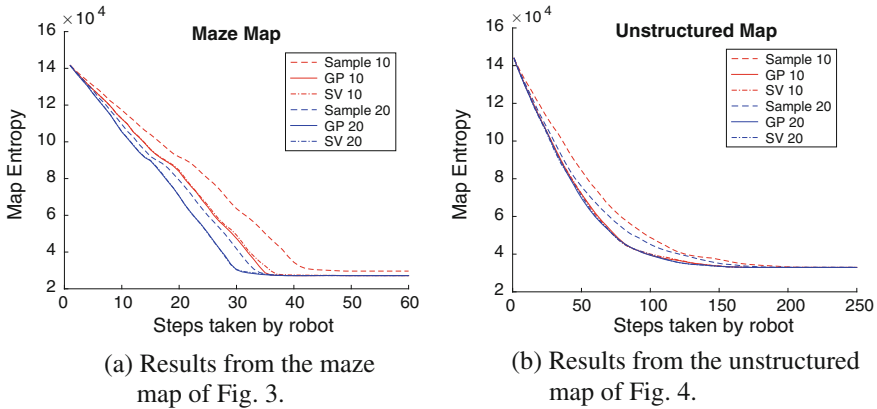 × 10⁴
Maze Map
16
14
12
10
8
6
4
2
Map Entropy
Sample 10
GP 10
SV 10
Sample 20
GP 20
SV 20
0 10 20 30 40 50 60
Steps taken by robot
(a) Results from the maze
map of Fig. 3.
× 10⁴
Unstructured Map
16
14
12
10
8
6
4
2
Map Entropy
Sample 10
GP 10
SV 10
Sample 20
GP 20
SV 20
0 50 100 150 200 250
Steps taken by robot
(b) Results from the unstructured
map of Fig. 4.